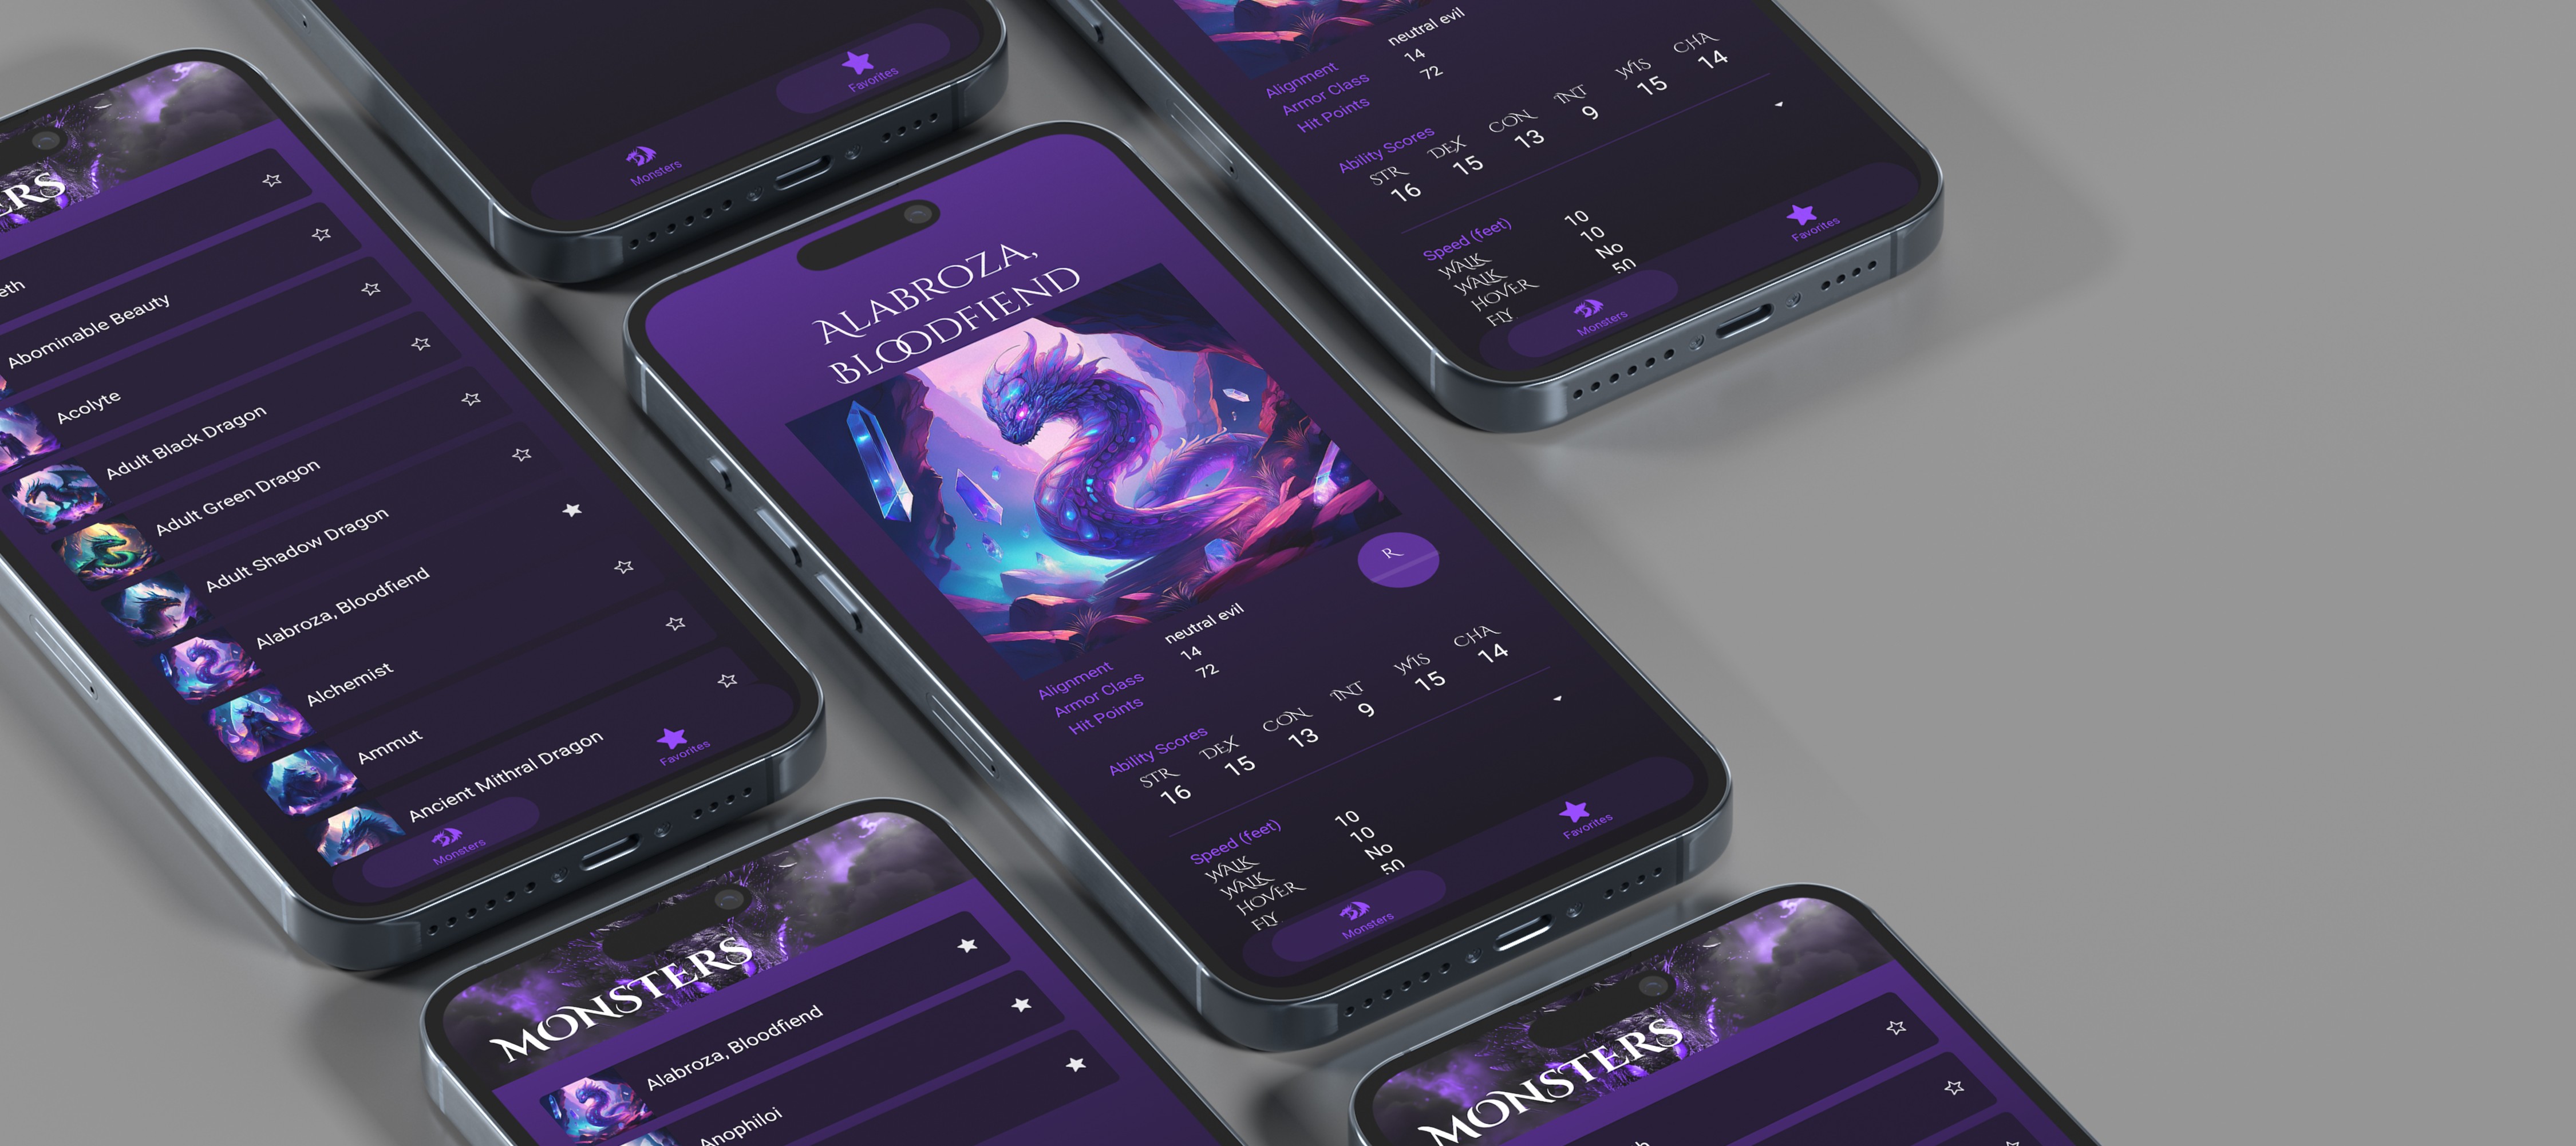 ERS
eth
Abominable Beauty
Acolyte
Adult Black Dragon
Adult Green Dragon
Adult Shadow Dragon
Alabroza, Bloodfiend
Alchemist
Ammut
Ancient Mithral Dragon
Monsters
Favorites
Monsters
Favorites
ALABROZA,
BLOODFIEND
R
Alignment neutral evil
Armor Class 14
Hit Points 72
Ability Scores
STR DEX CON INT WIS CHA
16 15 13 9 15 14
Speed (feet)
WALK 10
WALK 10
HOVER No
FLY 50
Monsters
Favorites
Alignment neutral evil
Armor Class 14
Hit Points 72
Ability Scores
STR DEX CON INT WIS CHA
16 15 13 9 15 14
Speed (feet)
WALK 10
WALK 10
HOVER No
FLY 50
Monsters
Favorites
MONSTERS
Alabroza, Bloodfiend
Anophiloi
MONSTERS